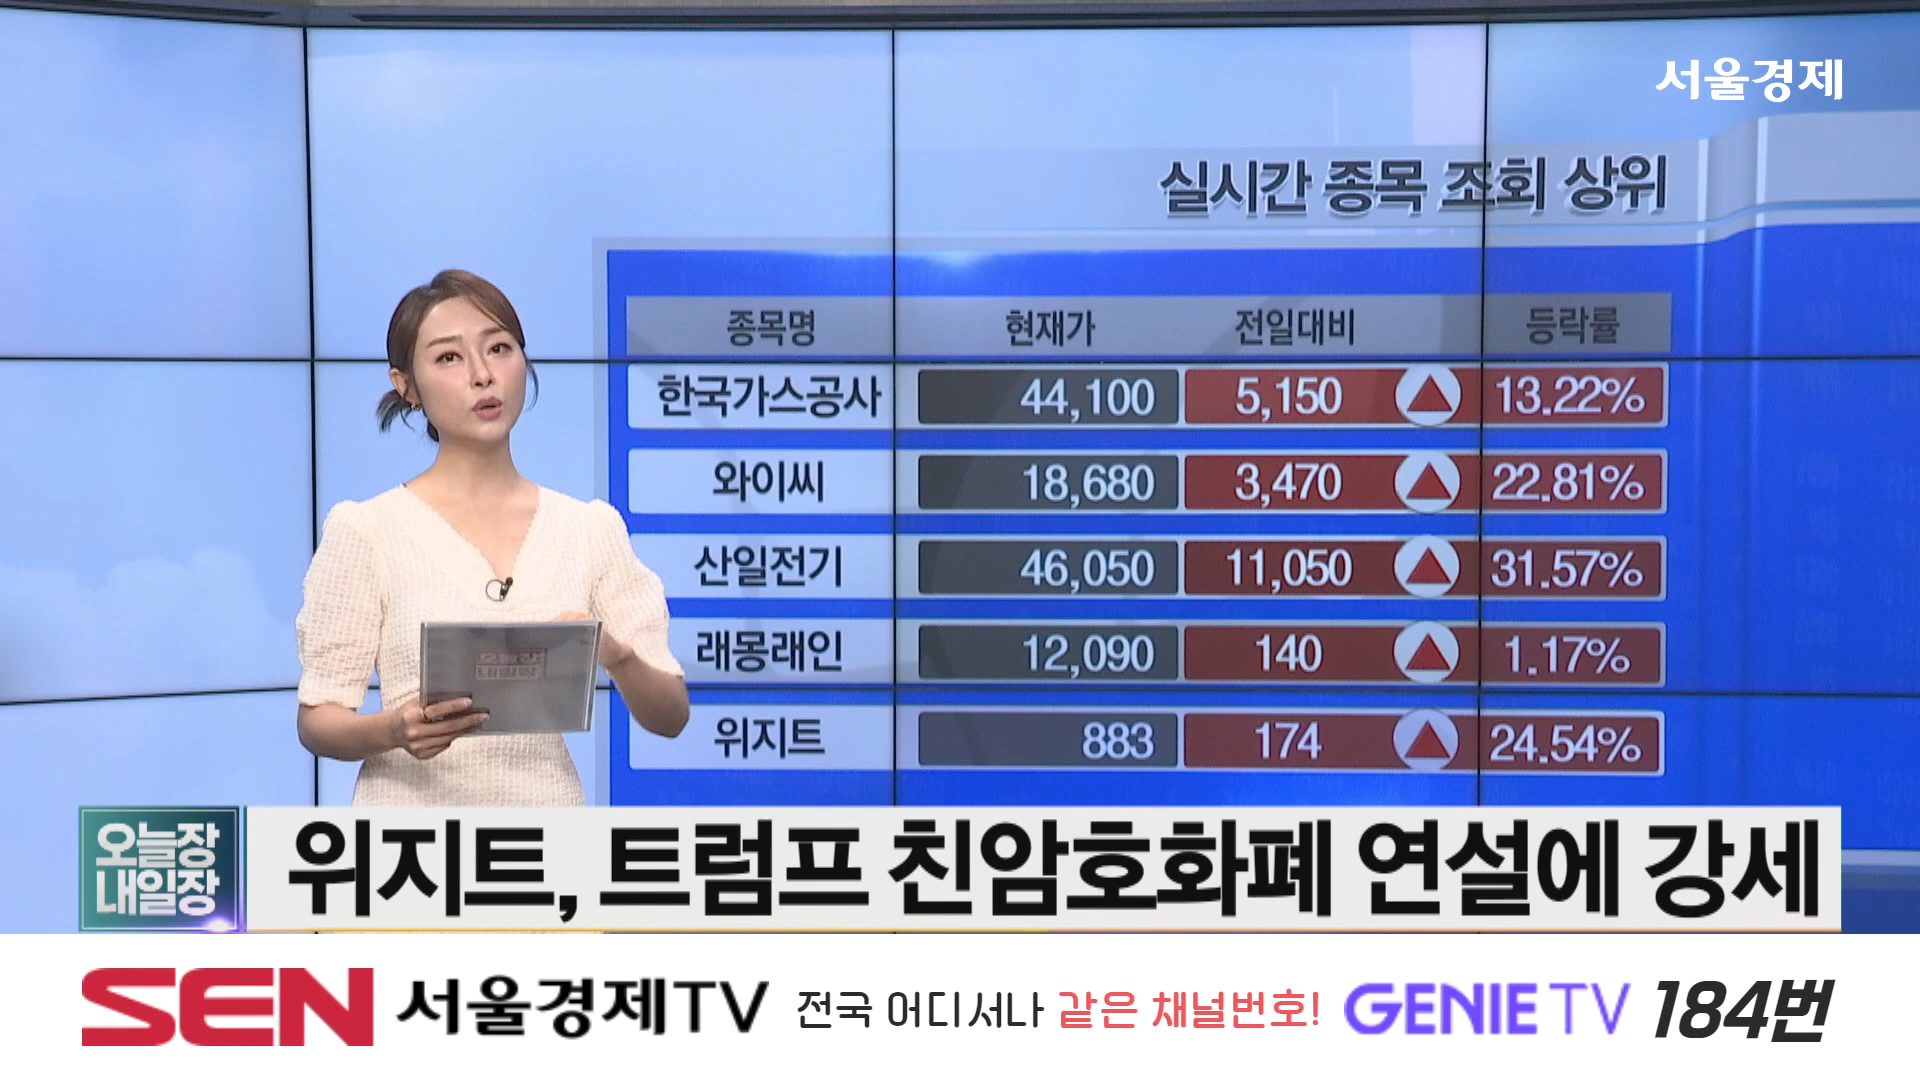 서울경제
실시간 종목 조회 상위
종목명 현재가 전일대비 등락률
한국가스공사 44,100 5,150 ▲ 13.22%
와이씨 18,680 3,470 ▲ 22.81%
산일전기 46,050 11,050 ▲ 31.57%
래몽래인 12,090 140 ▲ 1.17%
위지트 883 174 ▲ 24.54%
오늘장
내일장
오늘장
내일장
위지트, 트럼프 친암호화폐 연설에 강세
SEN 서울경제TV 전국 어디서나 같은 채널번호! GENIE TV 184번